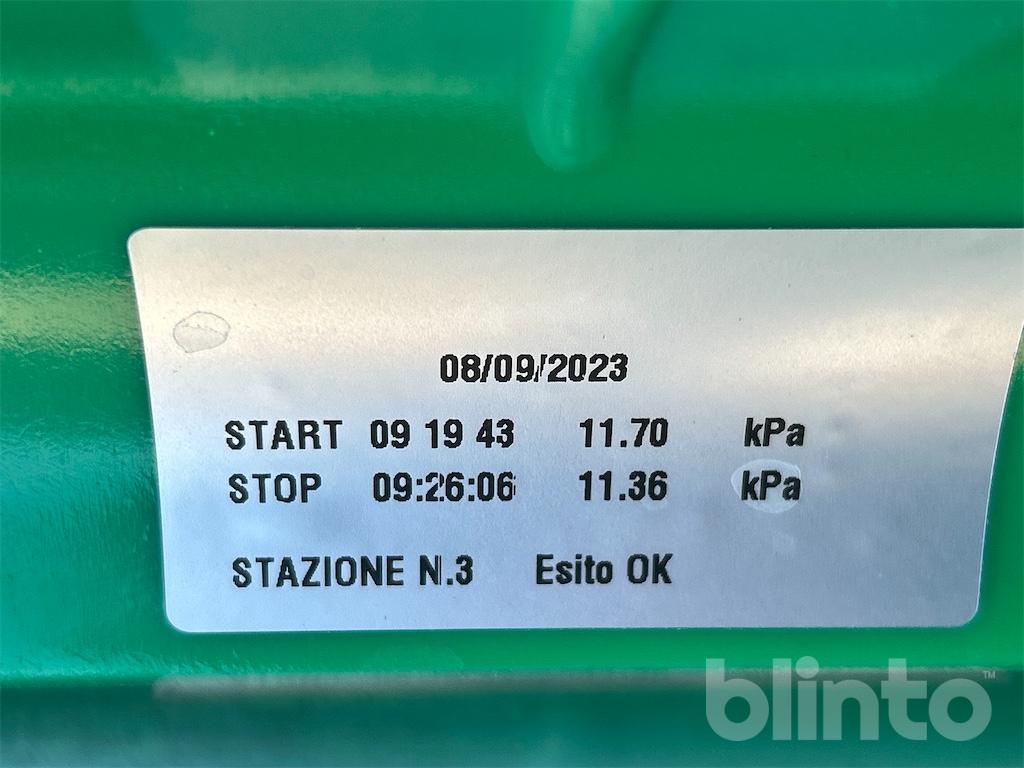 08/09/2023
START 09 19 43 11.70 kPa
STOP 09:26:06 11.36 kPa
STAZIONE N.3 Esito OK
blinto™